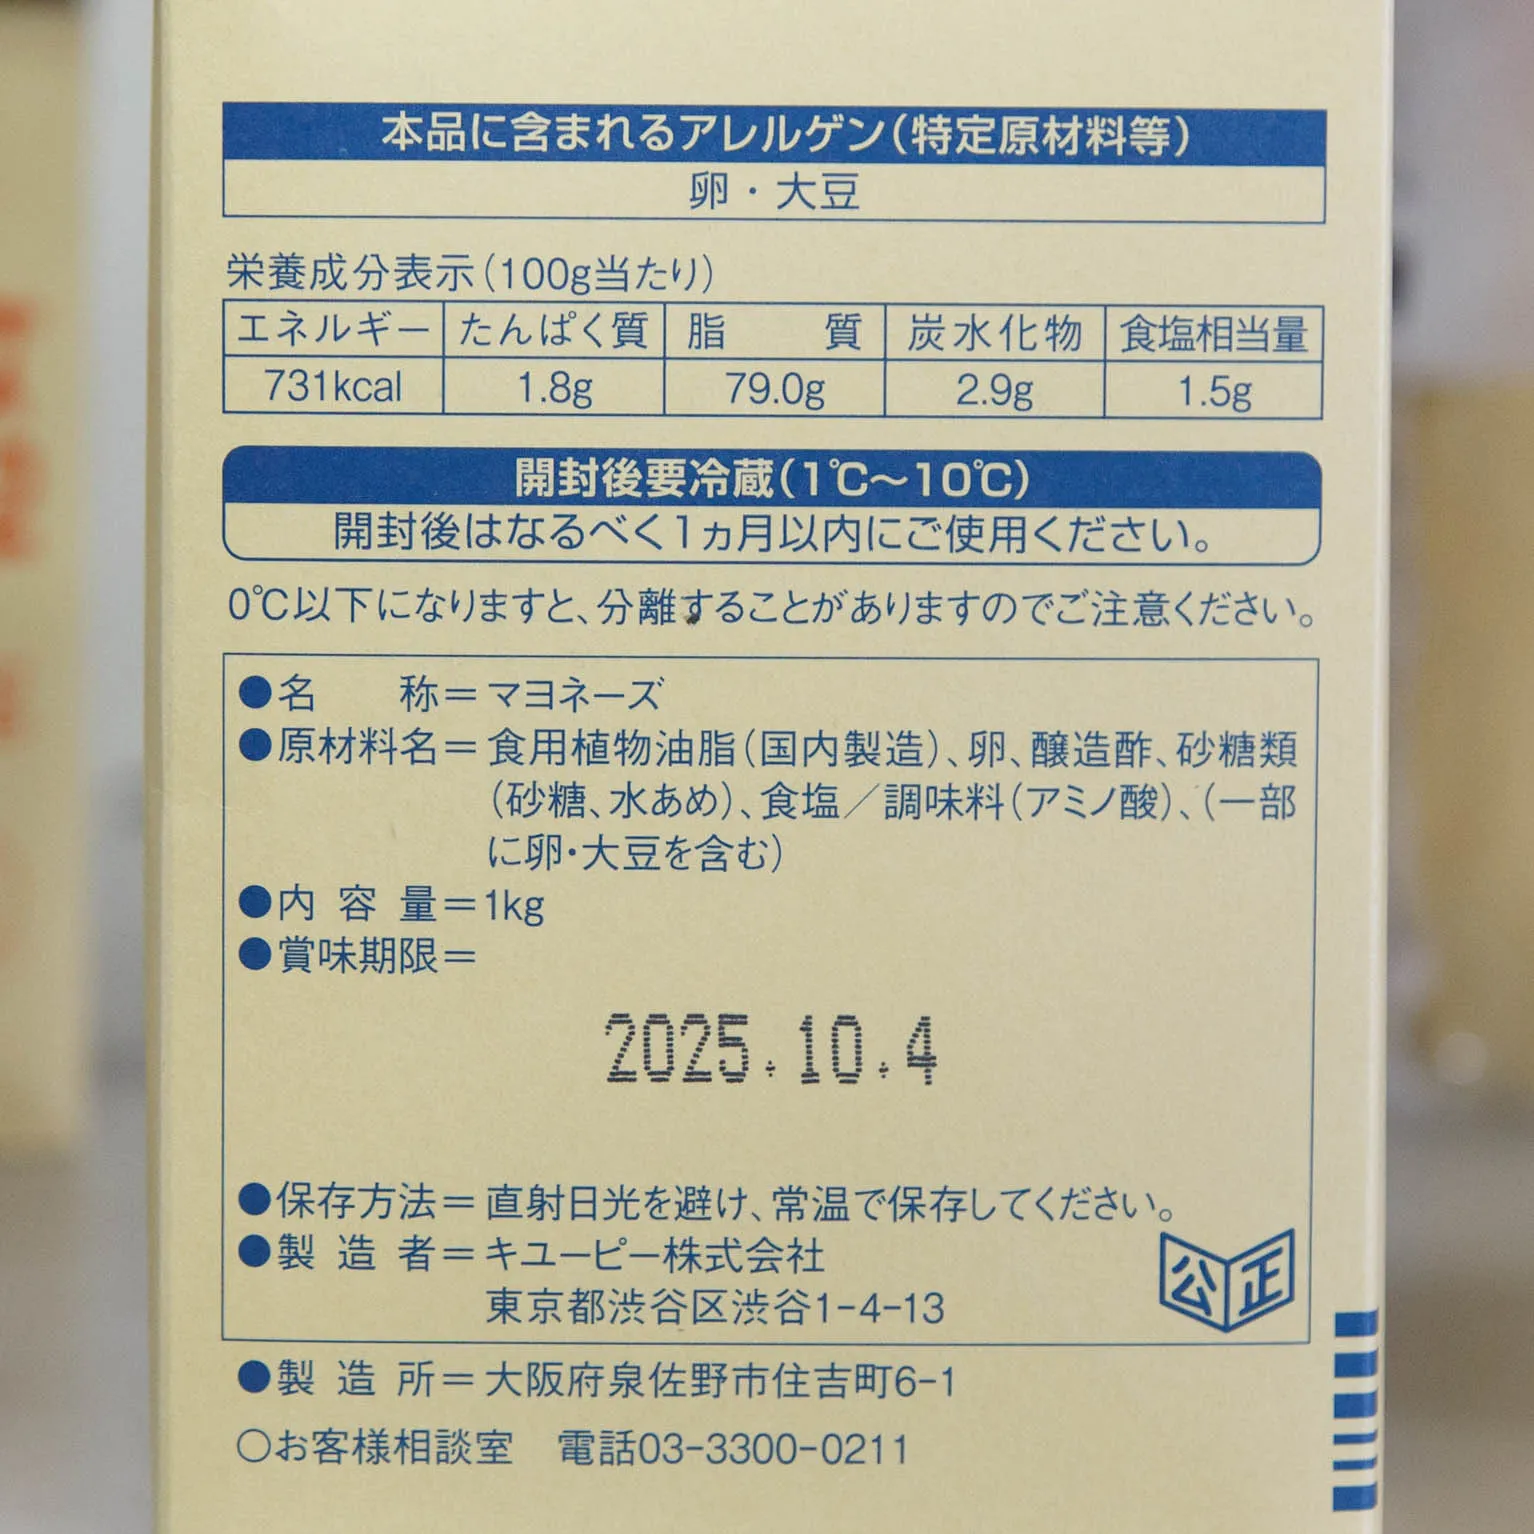 本品に含まれるアレルゲン(特定原材料等)
卵・大豆
栄養成分表示(100g当たり)
エネルギー たんぱく質 脂質 炭水化物 食塩相当量
731kcal 1.8g 79.0g 2.9g 1.5g
開封後要冷蔵(1℃〜10℃)
開封後はなるべく1ヵ月以内にご使用ください。
0℃以下になりますと、分離することがありますのでご注意ください。
●名称=マヨネーズ
●原材料名=食用植物油脂(国内製造)、卵、醸造酢、砂糖類
(砂糖、水あめ)、食塩/調味料(アミノ酸)、(一部
に卵・大豆を含む)
●内容量=1kg
●賞味期限=
2025.10.4
●保存方法=直射日光を避け、常温で保存してください。
●製造者=キユーピー株式会社
東京都渋谷区渋谷1-4-13
公正
●製造所=大阪府泉佐野市住吉町6-1
○お客様相談室 電話03-3300-0211